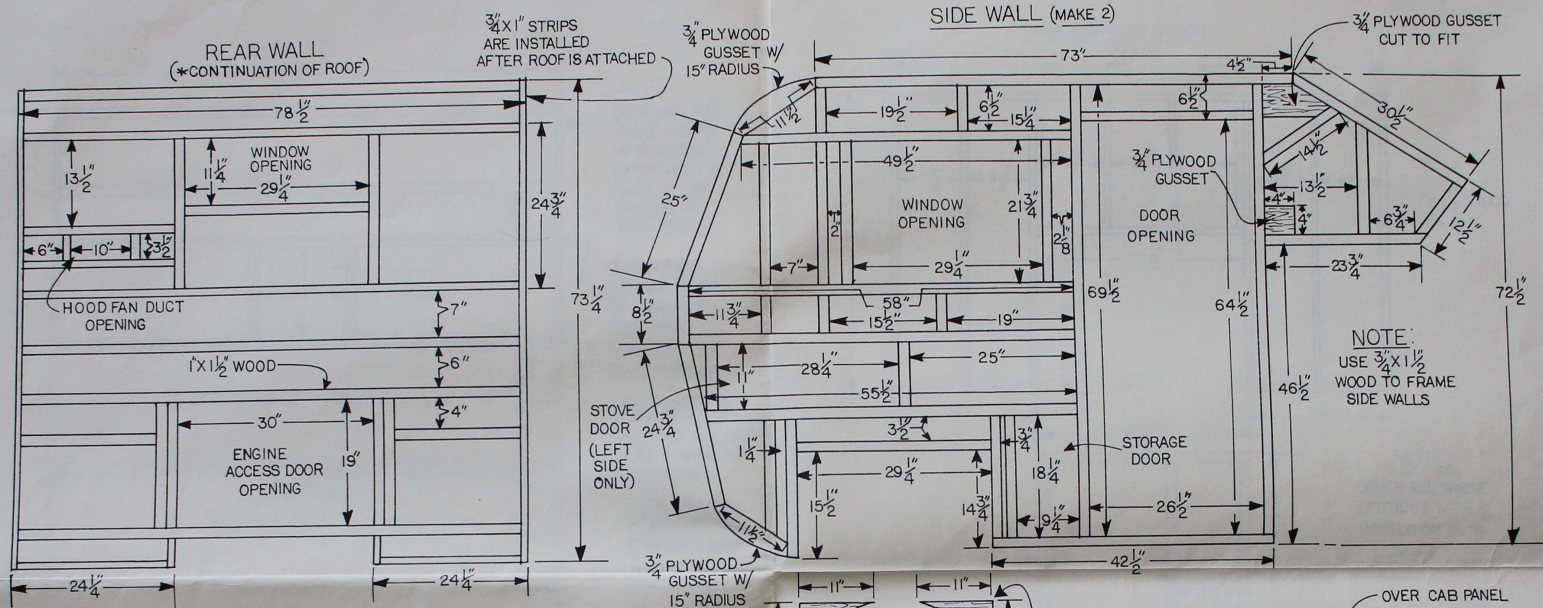 REAR WALL
(*CONTINUATION OF ROOF)
3/4 X 1" STRIPS
ARE INSTALLED
AFTER ROOF IS ATTACHED
78 1/2"
13 1/2"
11 1/4"
WINDOW
OPENING
29 1/4"
24 3/4"
6"
10"
3 1/2"
HOOD FAN DUCT
OPENING
7"
73 1/4"
1" X 1 1/2" WOOD
6"
30"
4"
ENGINE
ACCESS DOOR
OPENING
19"
24 1/4"
24 1/4"
SIDE WALL (MAKE 2)
3/4" PLYWOOD
GUSSET W/
15" RADIUS
73"
4 1/2"
3/4" PLYWOOD GUSSET
CUT TO FIT
11 1/2"
19 1/2"
6 1/2"
15 1/4"
6 1/2"
30 1/2"
49 1/2"
14 1/2"
3/4" PLYWOOD
GUSSET
13 1/2"
25"
WINDOW
OPENING
21 3/4"
DOOR
OPENING
4"
4"
6 3/4"
12 1/2"
2"
2 1/8"
7"
29 1/4"
23 3/4"
58"
69 1/2"
64 1/2"
72 1/2"
8 1/2"
11 3/4"
15 1/2"
19"
NOTE:
USE 3/4" X 1 1/2"
WOOD TO FRAME
SIDE WALLS
11"
28 1/4"
25"
55 1/2"
46 1/2"
STOVE
DOOR
(LEFT
SIDE
ONLY)
24 3/4"
1 1/4"
3 1/2"
3/4"
STORAGE
DOOR
29 1/4"
18 1/4"
15 1/2"
14 3/4"
9 1/4"
26 1/2"
11 1/2"
42 1/2"
3/4" PLYWOOD
GUSSET W/
15" RADIUS
11"
11"
OVER CAB PANEL